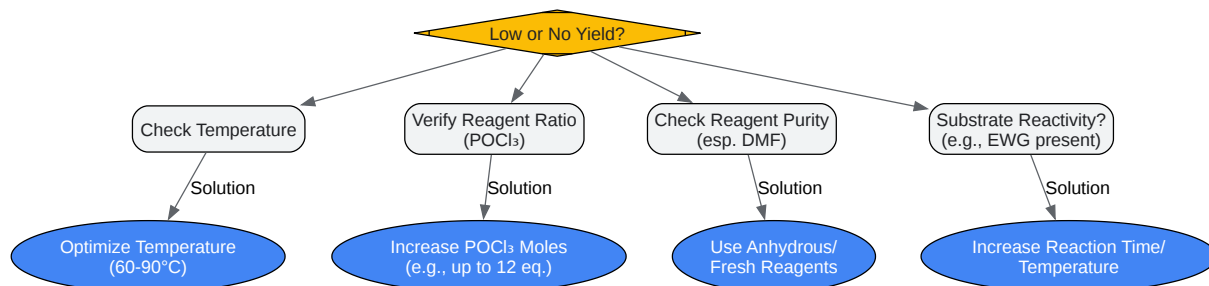 Low or No Yield?
Check Temperature
Verify Reagent Ratio
(POCl₃)
Check Reagent Purity
(esp. DMF)
Substrate Reactivity?
(e.g., EWG present)
Solution
Solution
Solution
Solution
Optimize Temperature
(60-90°C)
Increase POCl₃ Moles
(e.g., up to 12 eq.)
Use Anhydrous/
Fresh Reagents
Increase Reaction Time/
Temperature